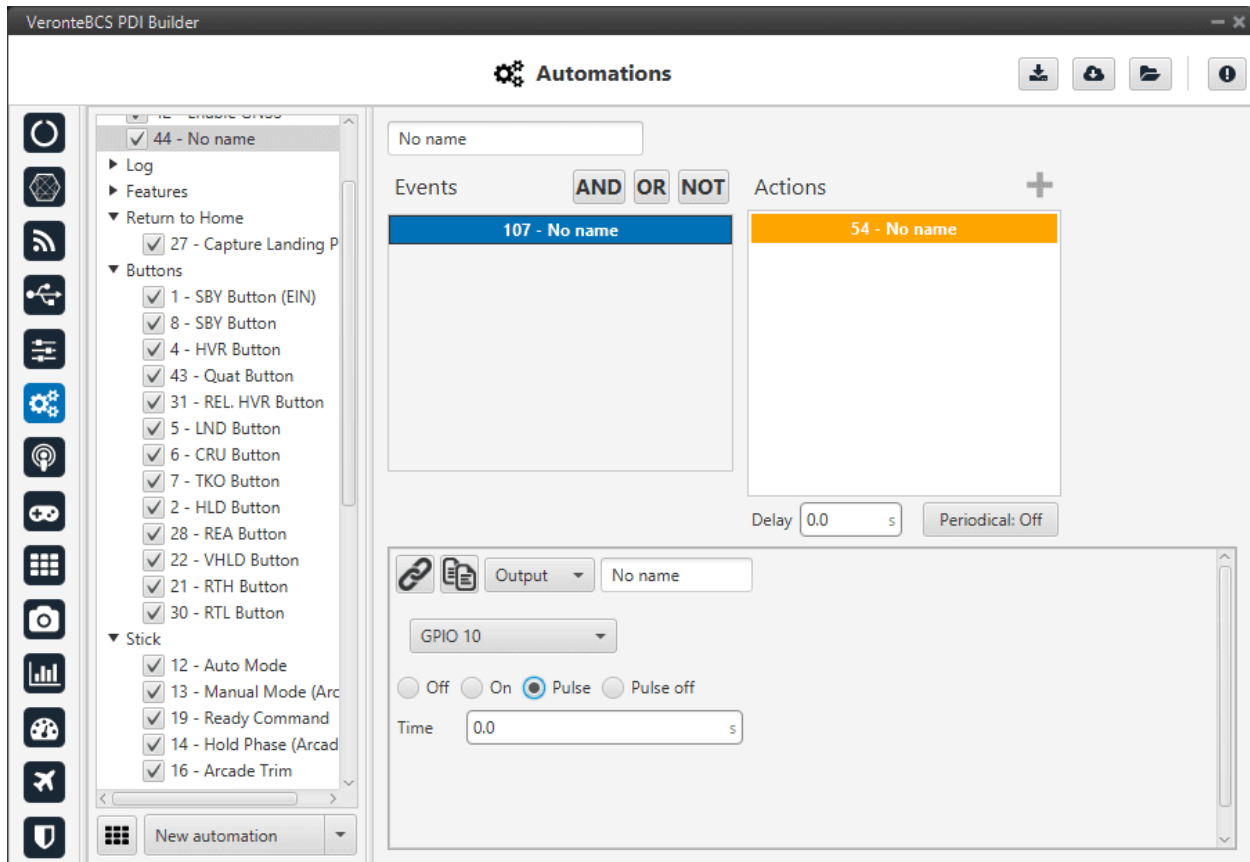 VeronteBCS PDI Builder
Automations
44 - No name
Log
Features
Return to Home
27 - Capture Landing P
Buttons
1 - SBY Button (EIN)
8 - SBY Button
4 - HVR Button
43 - Quat Button
31 - REL. HVR Button
5 - LND Button
6 - CRU Button
7 - TKO Button
2 - HLD Button
28 - REA Button
22 - VHLD Button
21 - RTH Button
30 - RTL Button
Stick
12 - Auto Mode
13 - Manual Mode (Arc
19 - Ready Command
14 - Hold Phase (Arcad
16 - Arcade Trim
New automation
No name
Events AND OR NOT Actions
107 - No name
54 - No name
Delay 0.0 s Periodical: Off
Output No name
GPIO 10
Off On Pulse Pulse off
Time 0.0 s